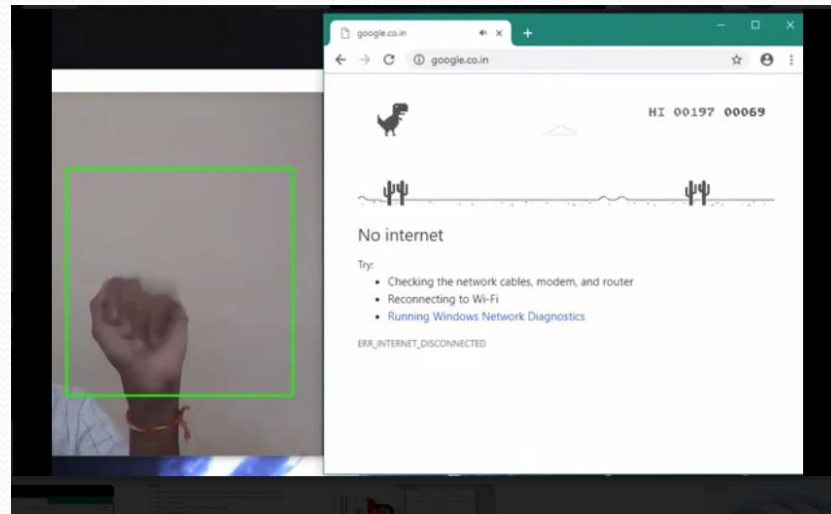 google.co.in
google.co.in
HI 00197 00069
No internet
Try:
• Checking the network cables, modem, and router
• Reconnecting to Wi-Fi
• Running Windows Network Diagnostics
ERR_INTERNET_DISCONNECTED